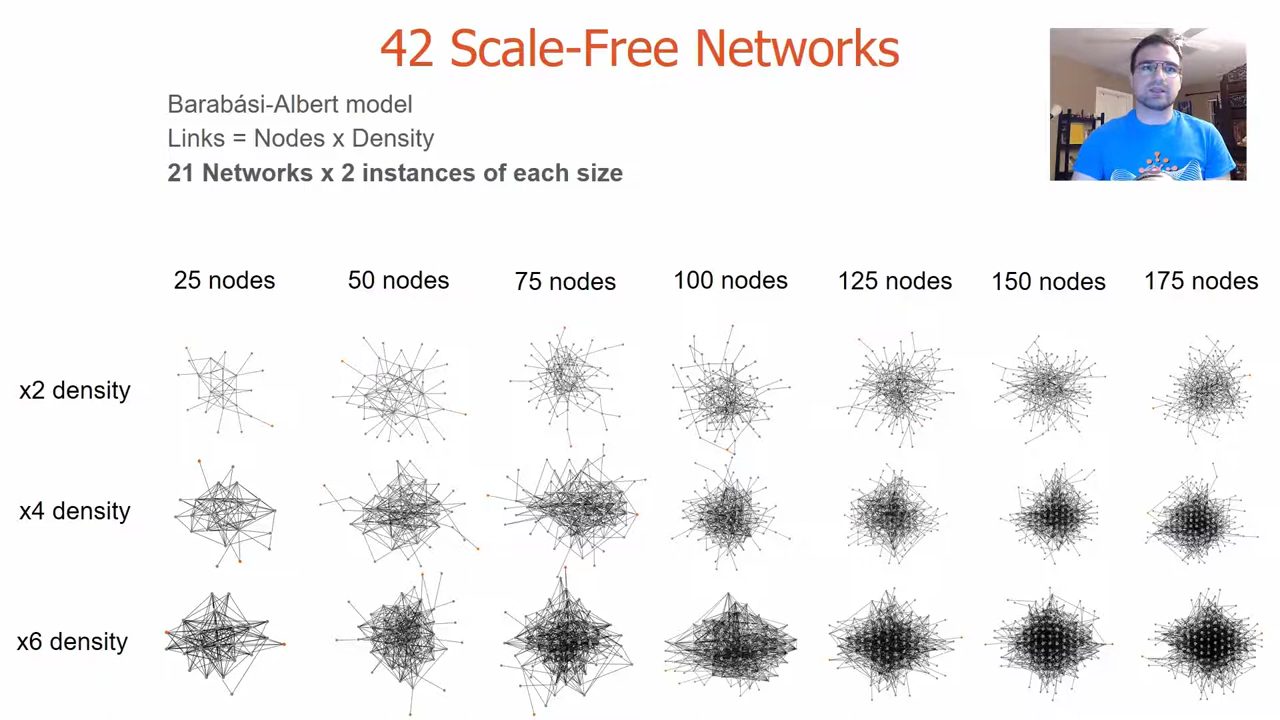 42 Scale-Free Networks
Barabási-Albert model
Links = Nodes x Density
21 Networks x 2 instances of each size
25 nodes
50 nodes
75 nodes
100 nodes
125 nodes
150 nodes
175 nodes
x2 density
x4 density
x6 density